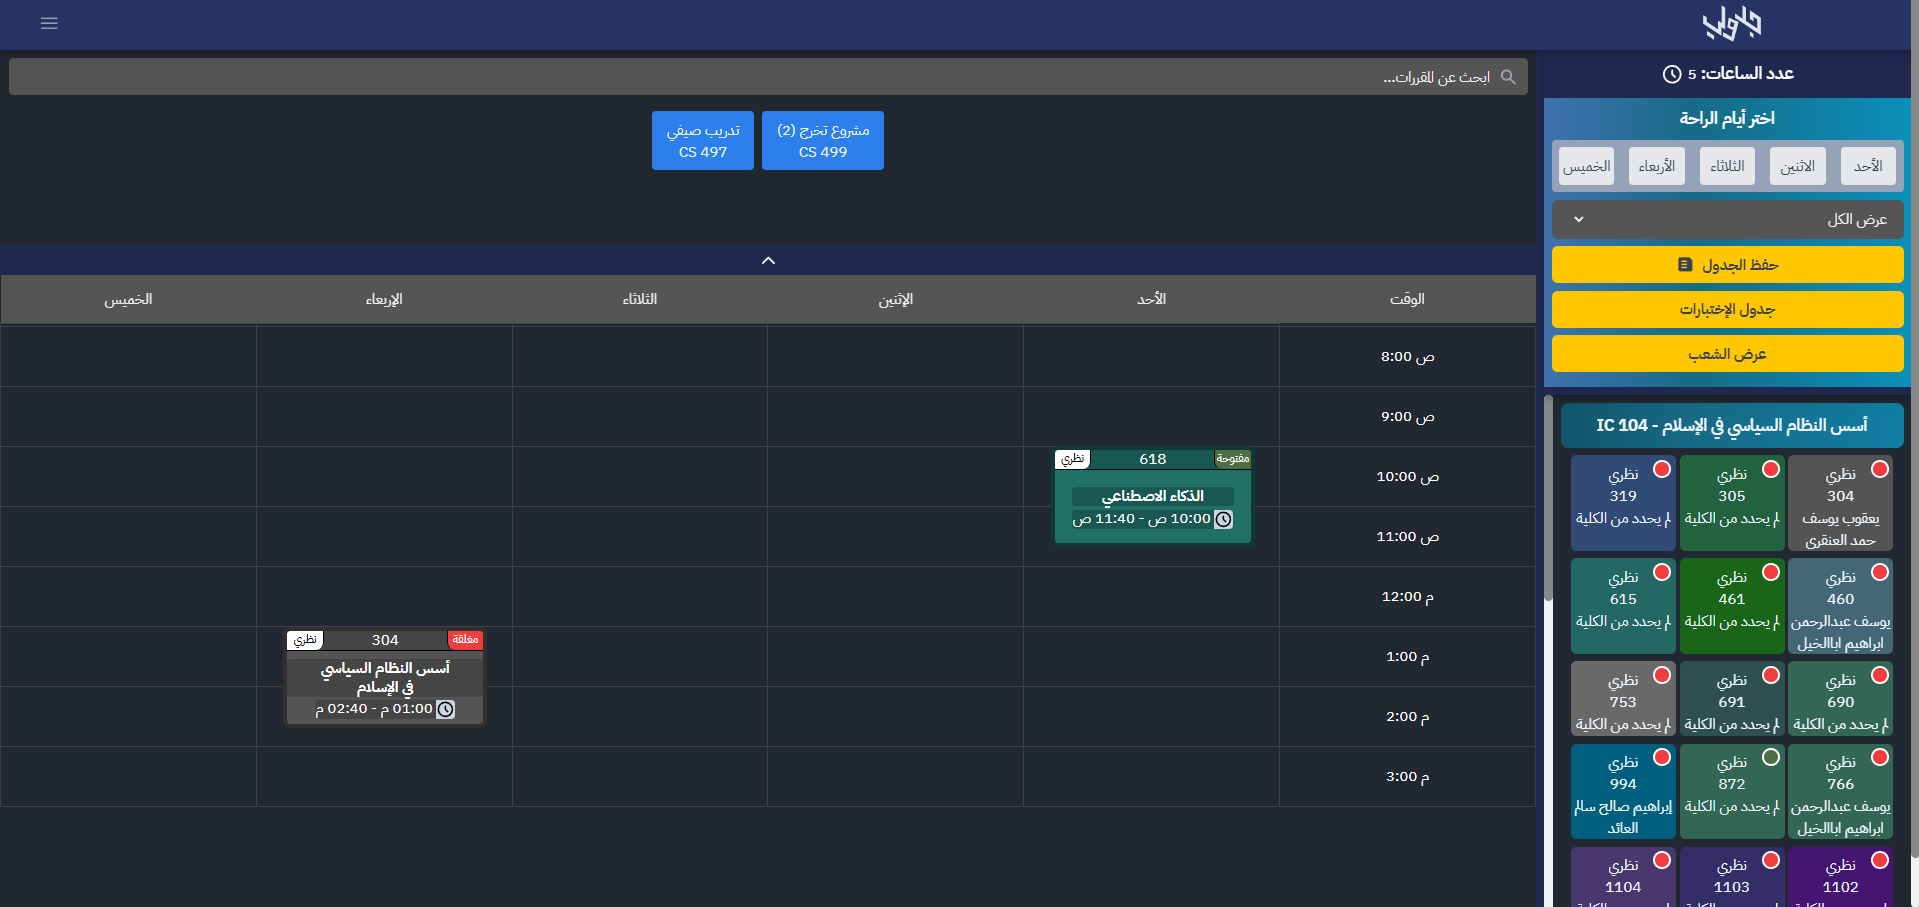 جداول
عدد الساعات: 5
اختر أيام الراحة
الأحد
الاثنين
الثلاثاء
الأربعاء
الخميس
عرض الكل
حفظ الجدول
جدول الإختبارات
عرض الشعب
أسس النظام السياسي في الإسلام - IC 104
نظري
304
يعقوب يوسف
حمد العنقري
نظري
305
لم يحدد من الكلية
نظري
319
لم يحدد من الكلية
نظري
460
يوسف عبدالرحمن
ابراهيم اباالخيل
نظري
461
لم يحدد من الكلية
نظري
615
لم يحدد من الكلية
نظري
690
لم يحدد من الكلية
نظري
691
لم يحدد من الكلية
نظري
753
لم يحدد من الكلية
نظري
766
يوسف عبدالرحمن
ابراهيم اباالخيل
نظري
872
لم يحدد من الكلية
نظري
994
إبراهيم صالح سالم
العائد
نظري
1102
نظري
1103
نظري
1104
ابحث عن المقررات...
مشروع تخرج (2)
CS 499
تدريب صيفي
CS 497
الوقت
الأحد
الإثنين
الثلاثاء
الإربعاء
الخميس
8:00 ص
9:00 ص
10:00 ص
11:00 ص
12:00 م
1:00 م
2:00 م
3:00 م
مفتوحة
618
نظري
الذكاء الاصطناعي
10:00 ص - 11:40 ص
مغلقة
304
نظري
أسس النظام السياسي
في الإسلام
01:00 م - 02:40 م